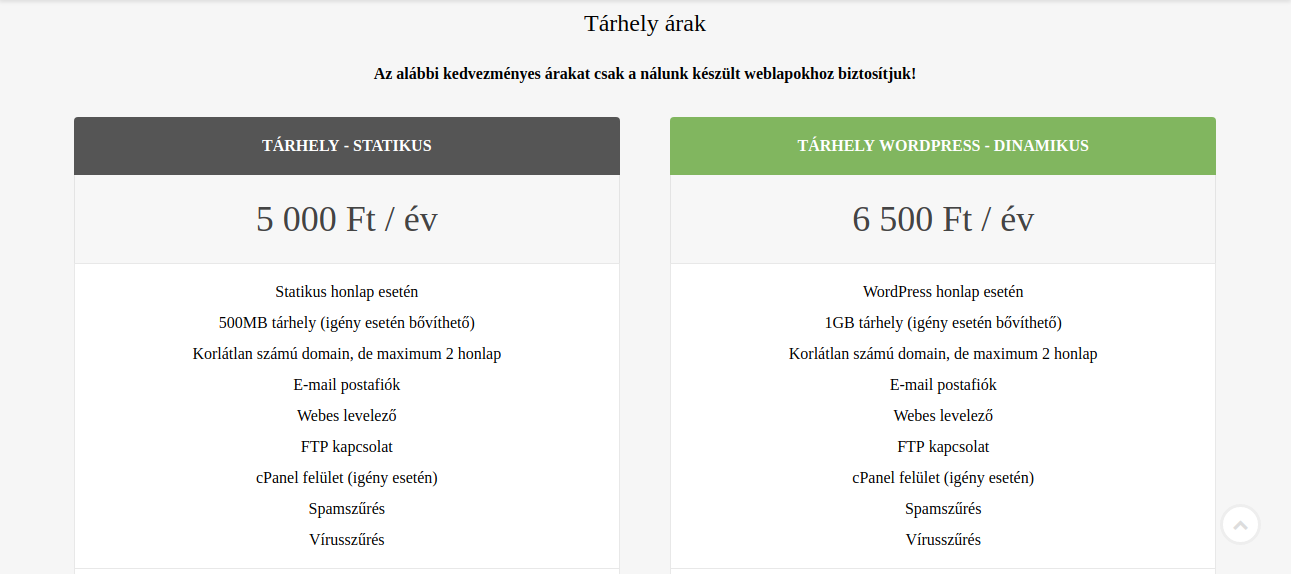 Tárhely árak
Az alábbi kedvezményes árakat csak a nálunk készült weblapokhoz biztosítjuk!
TÁRHELY - STATIKUS
5 000 Ft / év
Statikus honlap esetén
500MB tárhely (igény esetén bővíthető)
Korlátlan számú domain, de maximum 2 honlap
E-mail postafiók
Webes levelező
FTP kapcsolat
cPanel felület (igény esetén)
Spamszűrés
Vírusszűrés
TÁRHELY WORDPRESS - DINAMIKUS
6 500 Ft / év
WordPress honlap esetén
1GB tárhely (igény esetén bővíthető)
Korlátlan számú domain, de maximum 2 honlap
E-mail postafiók
Webes levelező
FTP kapcsolat
cPanel felület (igény esetén)
Spamszűrés
Vírusszűrés